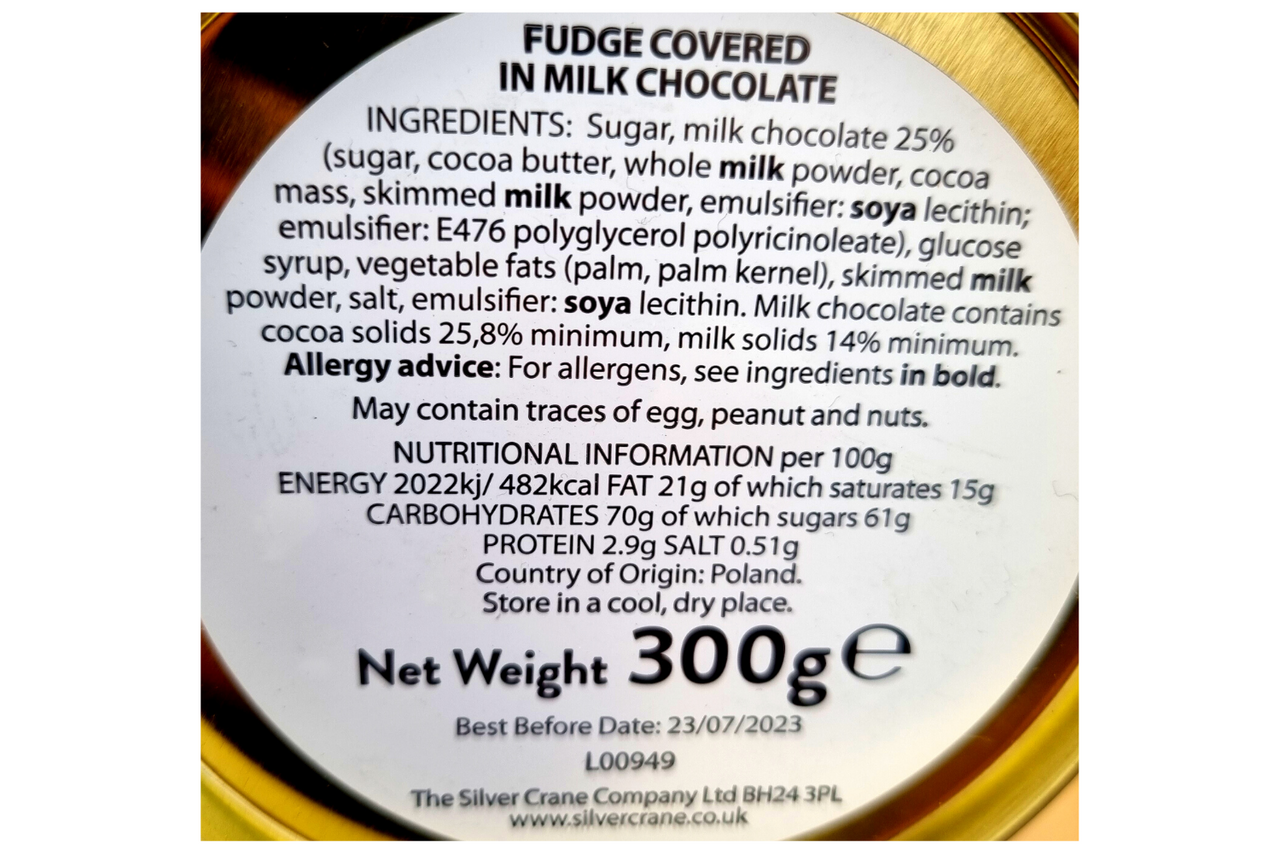 FUDGE COVERED
IN MILK CHOCOLATE
INGREDIENTS: Sugar, milk chocolate 25%
(sugar, cocoa butter, whole milk powder, cocoa
mass, skimmed milk powder, emulsifier: soya lecithin;
emulsifier: E476 polyglycerol polyricinoleate), glucose
syrup, vegetable fats (palm, palm kernel), skimmed milk
powder, salt, emulsifier: soya lecithin. Milk chocolate contains
cocoa solids 25,8% minimum, milk solids 14% minimum.
Allergy advice: For allergens, see ingredients in bold.
May contain traces of egg, peanut and nuts.
NUTRITIONAL INFORMATION per 100g
ENERGY 2022kj/ 482kcal FAT 21g of which saturates 15g
CARBOHYDRATES 70g of which sugars 61g
PROTEIN 2.9g SALT 0.51g
Country of Origin: Poland.
Store in a cool, dry place.
Net Weight 300g ℮
Best Before Date: 23/07/2023
L00949
The Silver Crane Company Ltd BH24 3PL
www.silvercrane.co.uk